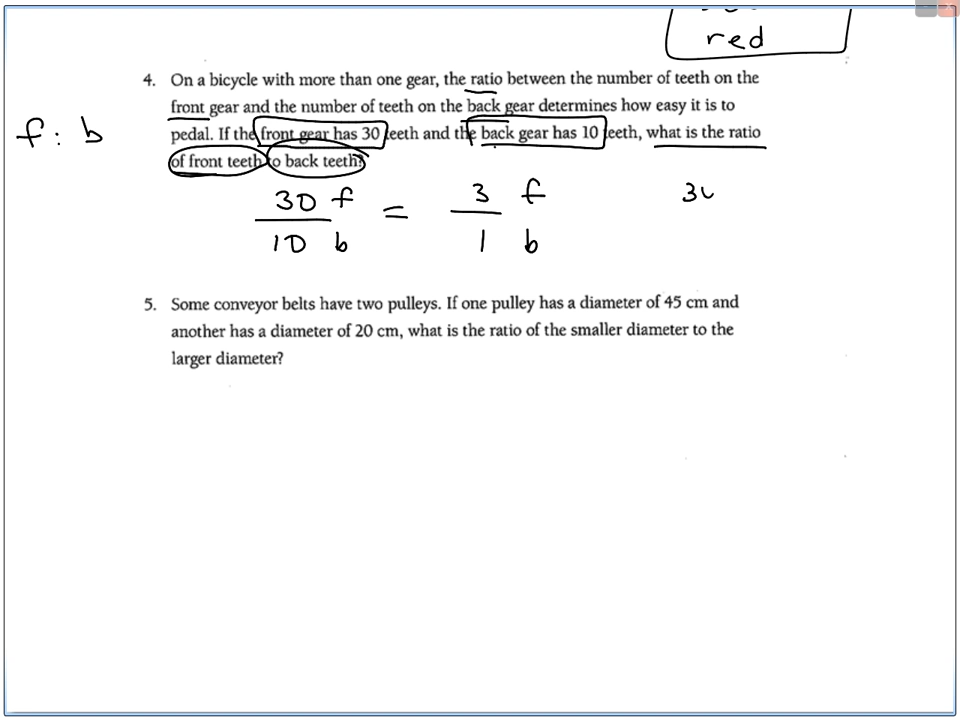 red
4. On a bicycle with more than one gear, the ratio between the number of teeth on the
front gear and the number of teeth on the back gear determines how easy it is to
pedal. If the front gear has 30 teeth and the back gear has 10 teeth, what is the ratio
of front teeth to back teeth?
f : b
30 f = 3 f
10 b 1 b
5. Some conveyor belts have two pulleys. If one pulley has a diameter of 45 cm and
another has a diameter of 20 cm, what is the ratio of the smaller diameter to the
larger diameter?